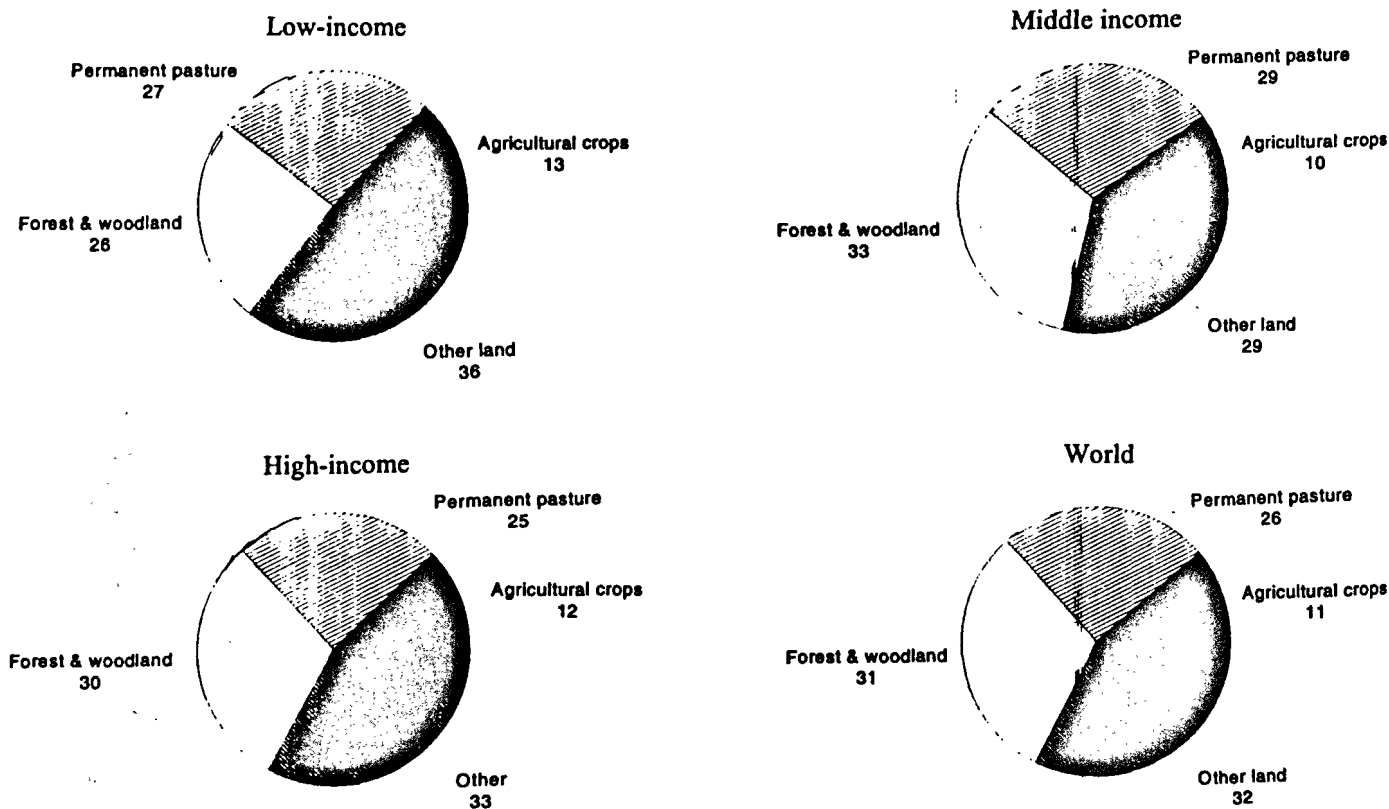 Low-income
Permanent pasture
27
Agricultural crops
13
Forest & woodland
26
Other land
36
Middle income
Permanent pasture
29
Agricultural crops
10
Forest & woodland
33
Other land
29
High-income
Permanent pasture
25
Agricultural crops
12
Forest & woodland
30
Other
33
World
Permanent pasture
26
Agricultural crops
11
Forest & woodland
31
Other land
32